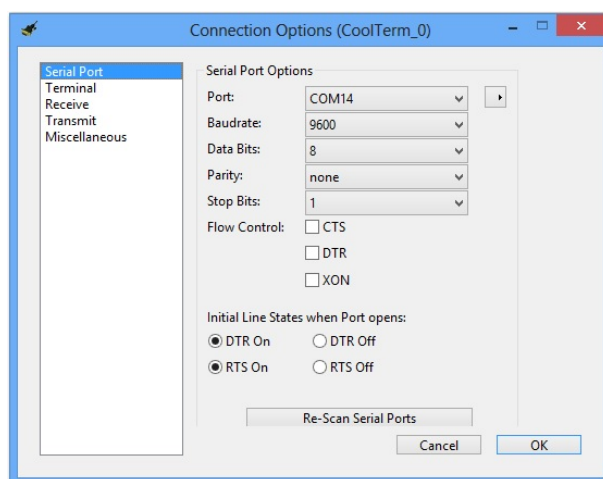 Connection Options (CoolTerm_0)
Serial Port
Terminal
Receive
Transmit
Miscellaneous
Serial Port Options
Port: COM14
Baudrate: 9600
Data Bits: 8
Parity: none
Stop Bits: 1
Flow Control: CTS
DTR
XON
Initial Line States when Port opens:
DTR On DTR Off
RTS On RTS Off
Re-Scan Serial Ports
Cancel OK